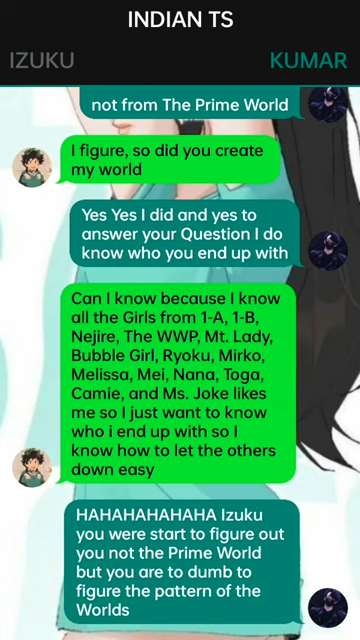 INDIAN TS
IZUKU
KUMAR
not from The Prime World
I figure, so did you create
my world
Yes Yes I did and yes to
answer your Question I do
know who you end up with
Can I know because I know
all the Girls from 1-A, 1-B,
Nejire, The WWP, Mt. Lady,
Bubble Girl, Ryoku, Mirko,
Melissa, Mei, Nana, Toga,
Camie, and Ms. Joke likes
me so I just want to know
who i end up with so I
know how to let the others
down easy
HAHAHAHAHAHA Izuku
you were start to figure out
you not the Prime World
but you are to dumb to
figure the pattern of the
Worlds